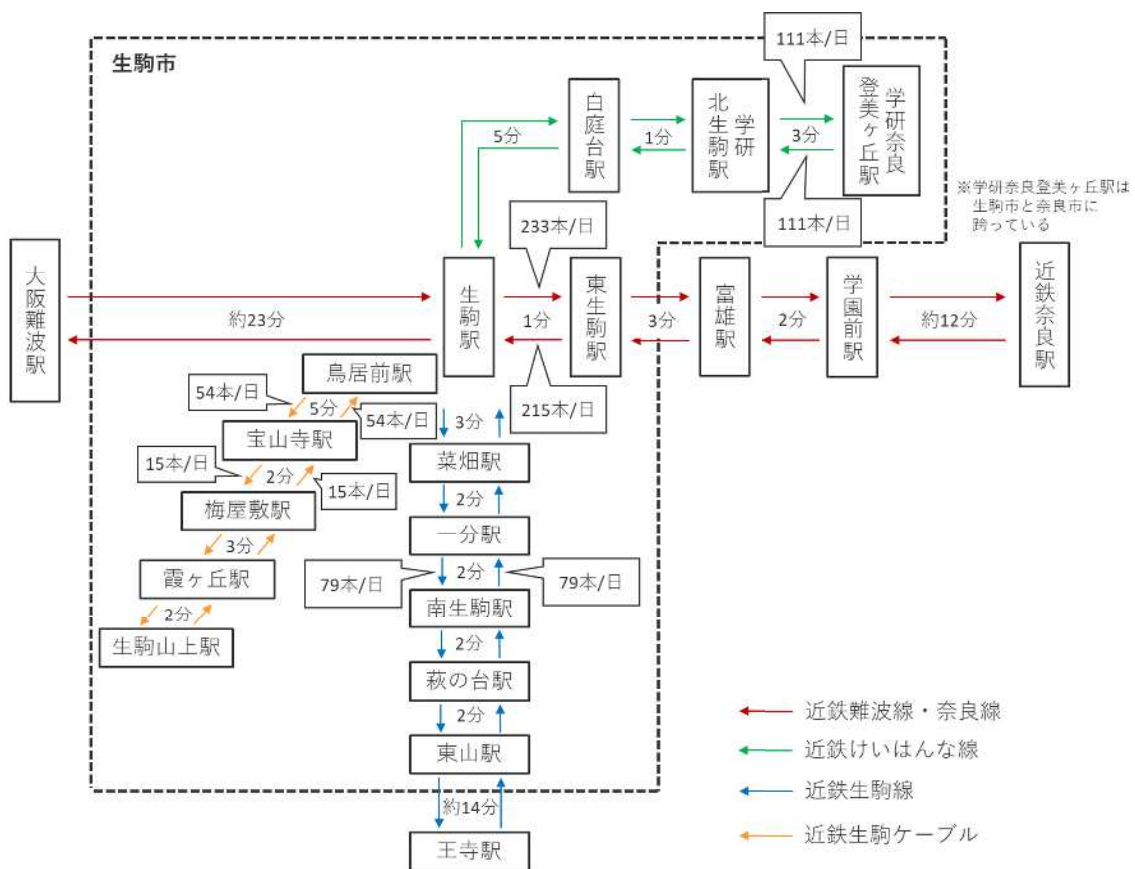 111本/日
生駒市
白庭台駅
学研
北生駒駅
学研奈良
登美ヶ丘駅
5分
1分
3分
111本/日
※学研奈良登美ヶ丘駅は
生駒市と奈良市に
跨っている
233本/日
大阪難波駅
生駒駅
東生駒駅
富雄駅
学園前駅
近鉄奈良駅
約23分
1分
3分
2分
約12分
鳥居前駅
215本/日
54本/日
5分
54本/日
3分
宝山寺駅
菜畑駅
15本/日
2分
15本/日
2分
梅屋敷駅
一分駅
3分
79本/日
2分
79本/日
霞ヶ丘駅
南生駒駅
2分
2分
生駒山上駅
萩の台駅
2分
東山駅
約14分
王寺駅
近鉄難波線・奈良線
近鉄けいはんな線
近鉄生駒線
近鉄生駒ケーブル